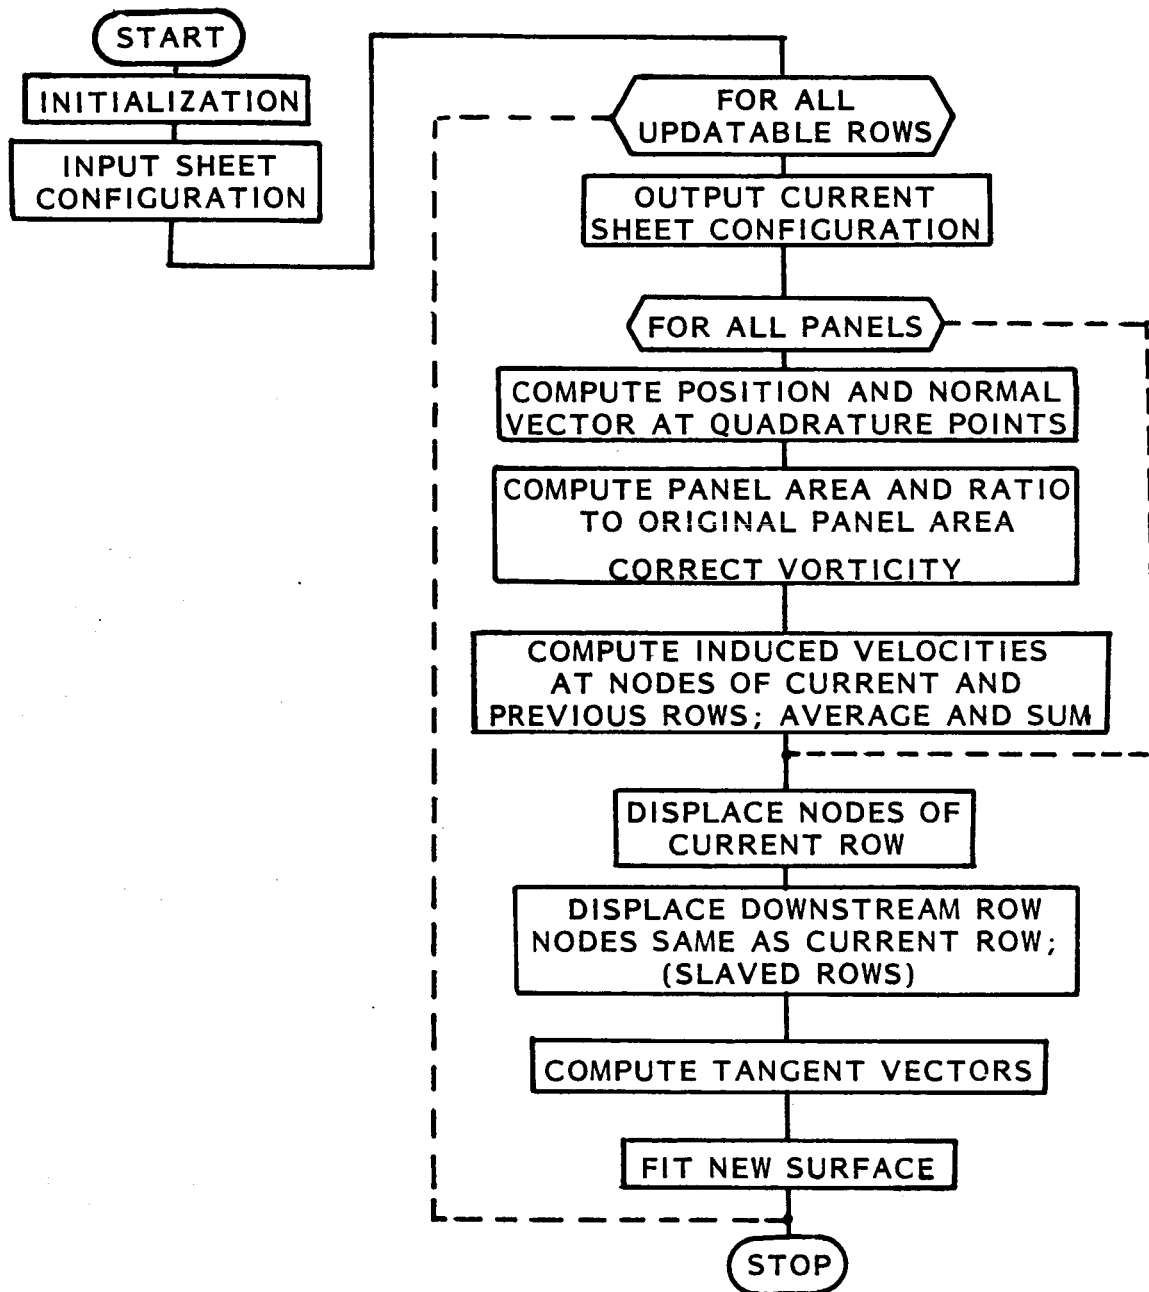 START
INITIALIZATION
INPUT SHEET
CONFIGURATION
FOR ALL
UPDATABLE ROWS
OUTPUT CURRENT
SHEET CONFIGURATION
FOR ALL PANELS
COMPUTE POSITION AND NORMAL
VECTOR AT QUADRATURE POINTS
COMPUTE PANEL AREA AND RATIO
TO ORIGINAL PANEL AREA
CORRECT VORTICITY
COMPUTE INDUCED VELOCITIES
AT NODES OF CURRENT AND
PREVIOUS ROWS; AVERAGE AND SUM
DISPLACE NODES OF
CURRENT ROW
DISPLACE DOWNSTREAM ROW
NODES SAME AS CURRENT ROW;
(SLAVED ROWS)
COMPUTE TANGENT VECTORS
FIT NEW SURFACE
STOP